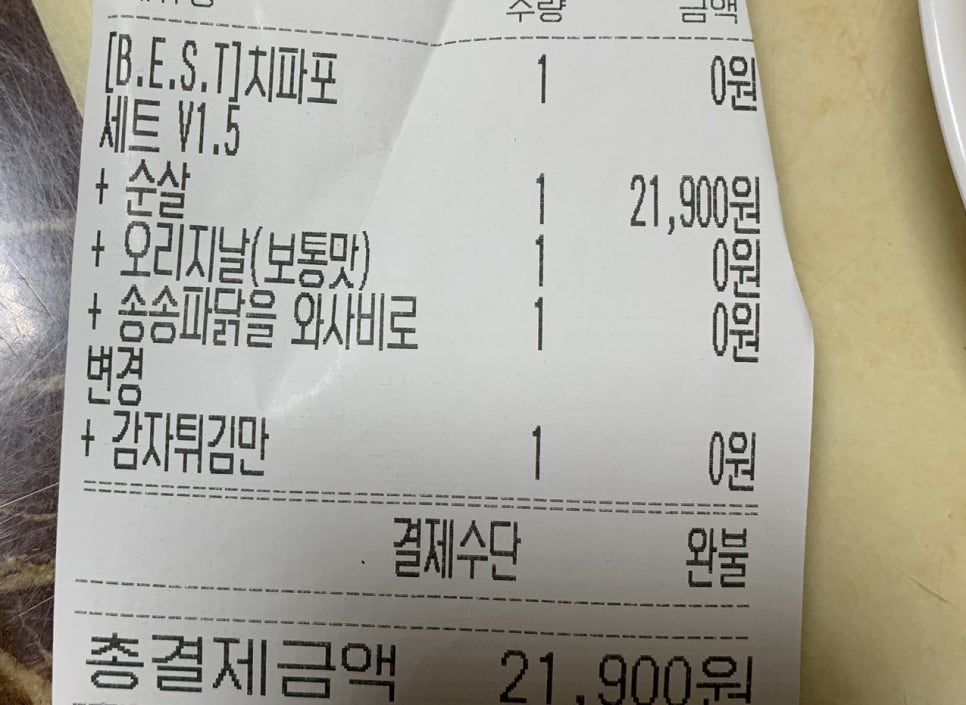 수량 금액
[B.E.S.T]치파포 1 0원
세트 V1.5
+ 순살 1 21,900원
+ 오리지날(보통맛) 1 0원
+ 송송파닭을 와사비로 1 0원
변경
+ 감자튀김만 1 0원
결제수단 완불
총결제금액 21,900원